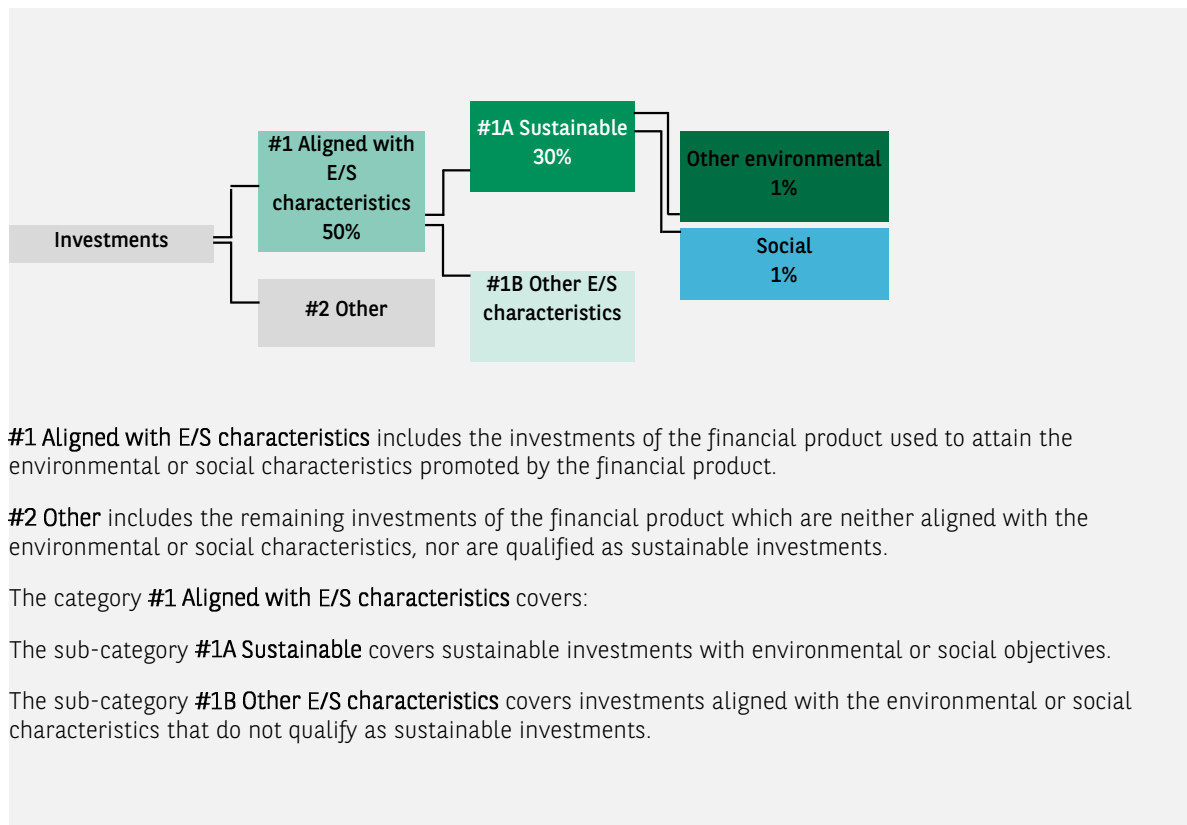 #1A Sustainable
30%
#1 Aligned with
E/S
characteristics
50%
Other environmental
1%
Investments
Social
1%
#1B Other E/S
characteristics
#2 Other
#1 Aligned with E/S characteristics includes the investments of the financial product used to attain the
environmental or social characteristics promoted by the financial product.
#2 Other includes the remaining investments of the financial product which are neither aligned with the
environmental or social characteristics, nor are qualified as sustainable investments.
The category #1 Aligned with E/S characteristics covers:
The sub-category #1A Sustainable covers sustainable investments with environmental or social objectives.
The sub-category #1B Other E/S characteristics covers investments aligned with the environmental or social
characteristics that do not qualify as sustainable investments.